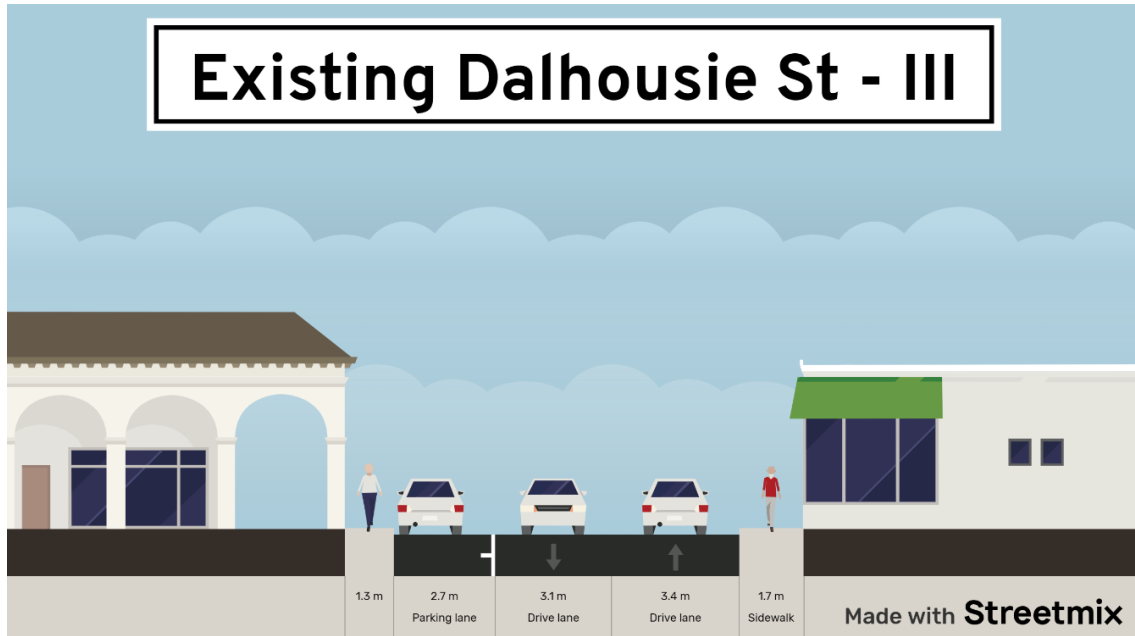 Existing Dalhousie St - III
1.3 m
2.7 m
Parking lane
3.1 m
Drive lane
3.4 m
Drive lane
1.7 m
Sidewalk
Made with Streetmix